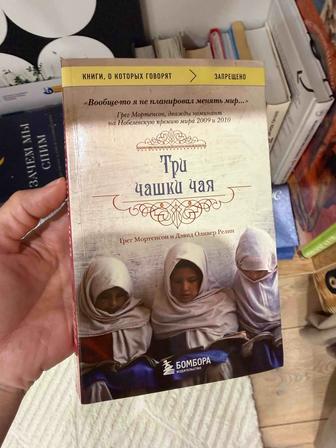 КНИГИ, О КОТОРЫХ ГОВОРЯТ
ЗАПРЕЩЕНО
«Вообще-то я не планировал менять мир...»
Грег Мортенсон, дважды номинант
на Нобелевскую премию мира 2009 и 2010
Три
чашки чая
Грег Мортенсон и Дэвид Оливер Релин
БОМБОРА
ИЗДАТЕЛЬСТВО
ЗАЧЕМ МЫ
СПИМ